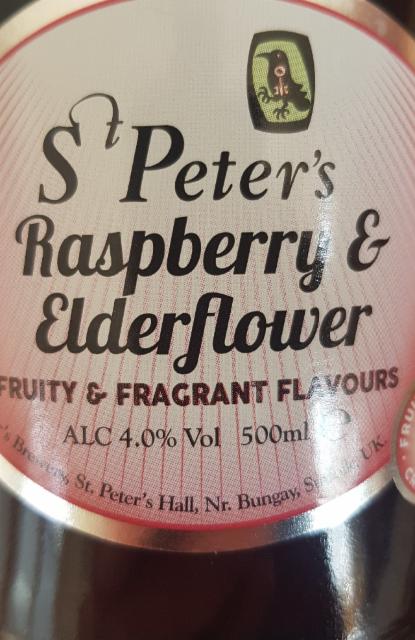 St Peter's
Raspberry &
Elderflower
FRUITY & FRAGRANT FLAVOURS
ALC 4.0% Vol 500ml e
Brewery, St. Peter's Hall, Nr. Bungay, Suffolk, UK.